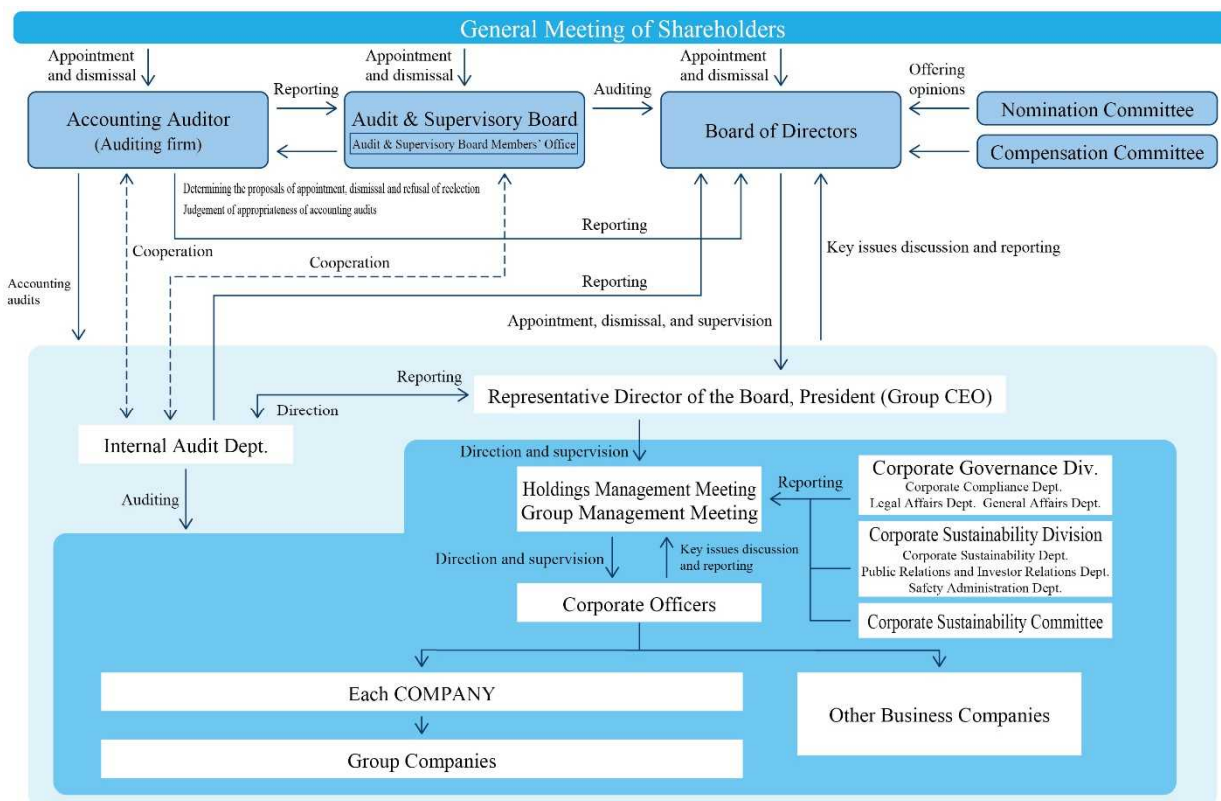 General Meeting of Shareholders
Appointment
and dismissal
Appointment
and dismissal
Appointment
and dismissal
Offering
opinions
Reporting
Auditing
Accounting Auditor
(Auditing firm)
Audit & Supervisory Board
Audit & Supervisory Board Members' Office
Board of Directors
Nomination Committee
Compensation Committee
Determining the proposals of appointment, dismissal and refusal of reelection
Judgement of appropriateness of accounting audits
Reporting
Cooperation
Cooperation
Reporting
Key issues discussion and reporting
Accounting
audits
Appointment, dismissal, and supervision
Reporting
Direction
Representative Director of the Board, President (Group CEO)
Internal Audit Dept.
Auditing
Direction and supervision
Holdings Management Meeting
Group Management Meeting
Reporting
Corporate Governance Div.
Corporate Compliance Dept.
Legal Affairs Dept. General Affairs Dept.
Corporate Sustainability Division
Corporate Sustainability Dept.
Public Relations and Investor Relations Dept.
Safety Administration Dept.
Direction and supervision
Key issues discussion
and reporting
Corporate Officers
Corporate Sustainability Committee
Each COMPANY
Other Business Companies
Group Companies